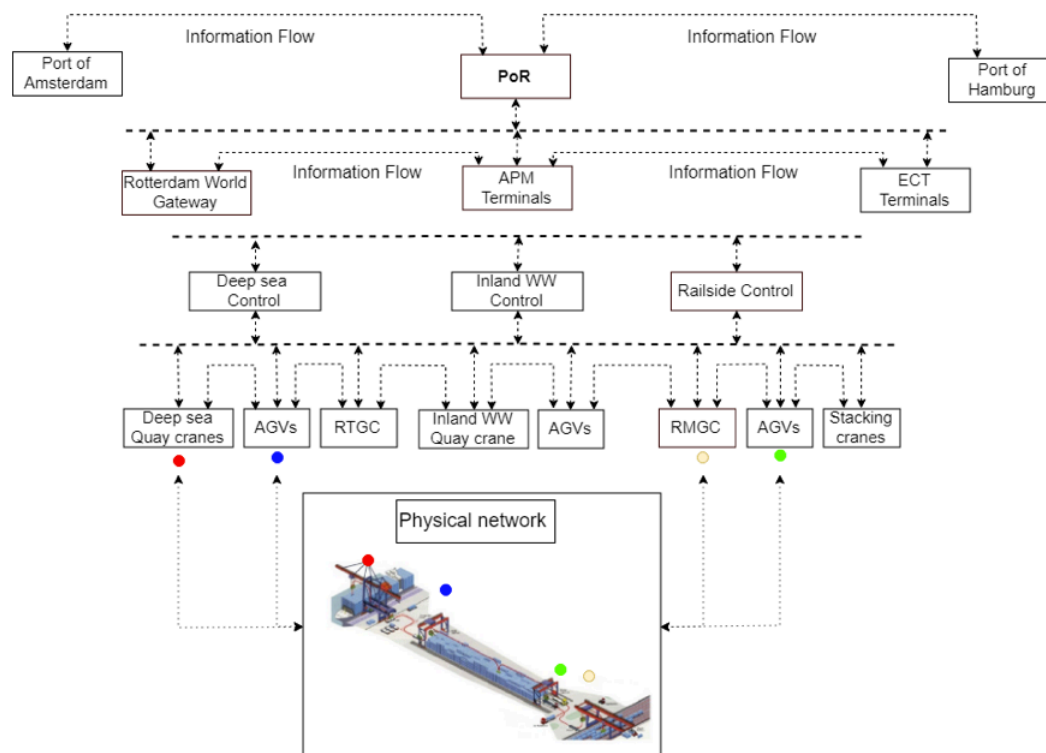 Information Flow
Information Flow
Port of
Amsterdam
PoR
Port of
Hamburg
Rotterdam World
Gateway
Information Flow
APM
Terminals
Information Flow
ECT
Terminals
Deep sea
Control
Inland WW
Control
Railside Control
Deep sea
Quay cranes
AGVs
RTGC
Inland WW
Quay crane
AGVs
RMGC
AGVs
Stacking
cranes
Physical network